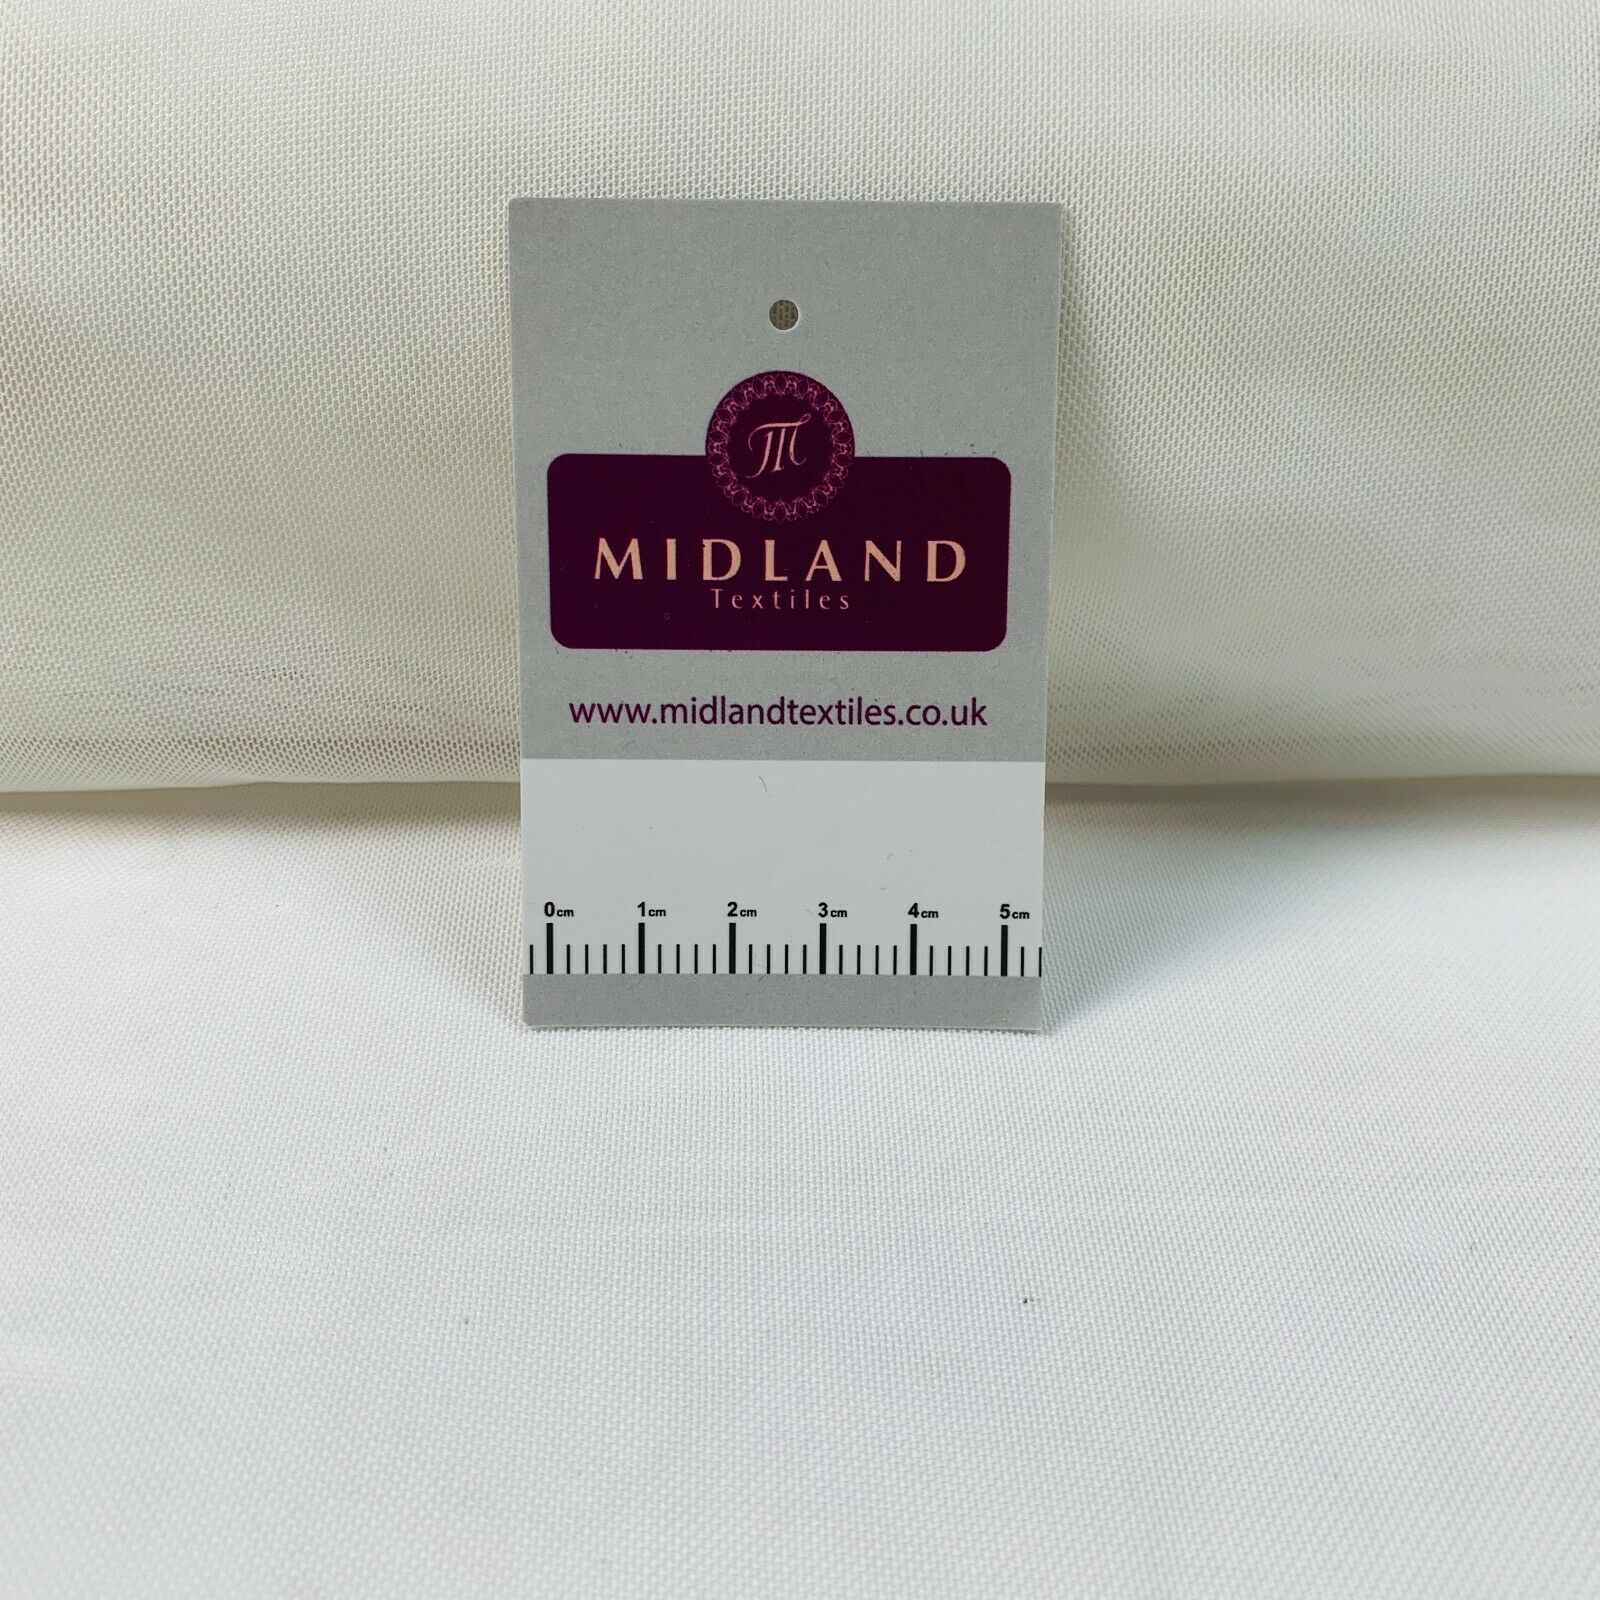 M
MIDLAND
Textiles
www.midlandtextiles.co.uk
0cm 1cm 2cm 3cm 4cm 5cm